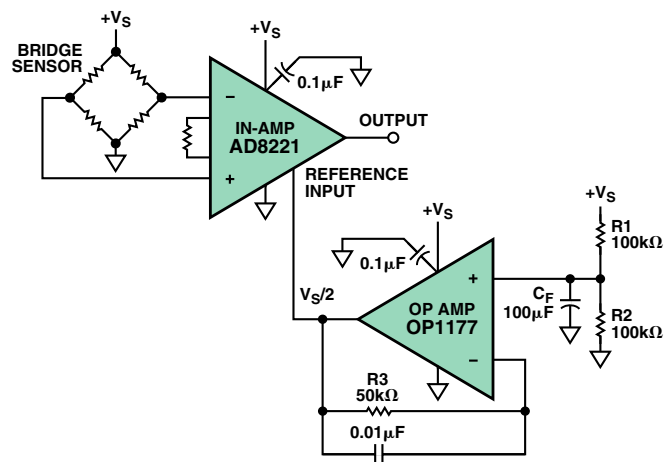 +VS
BRIDGE
SENSOR
0.1µF
−
IN-AMP
AD8221
+
OUTPUT
REFERENCE
INPUT
+VS
0.1µF
VS/2
+
OP AMP
OP1177
−
+VS
R1
100kΩ
CF
100µF
R2
100kΩ
R3
50kΩ
0.01µF